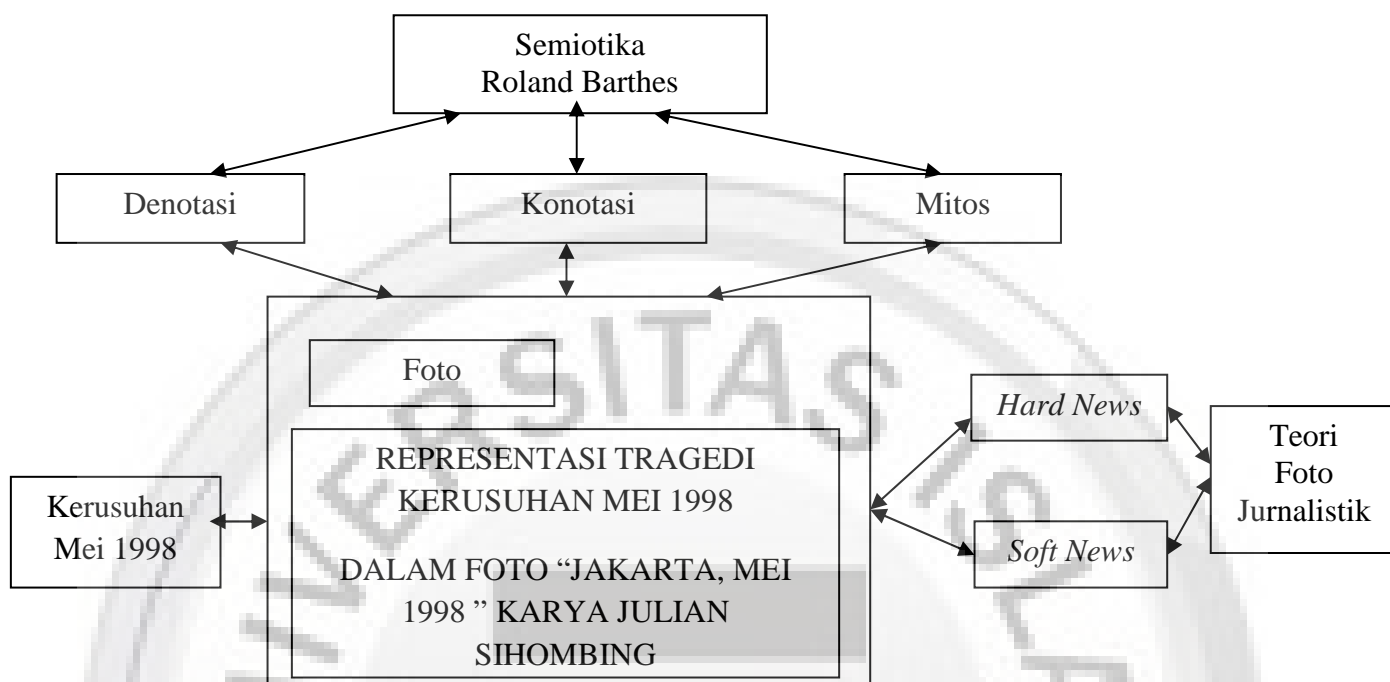 Semiotika
Roland Barthes
Denotasi
Konotasi
Mitos
Foto
REPRESENTASI TRAGEDI
KERUSUHAN MEI 1998
DALAM FOTO “JAKARTA, MEI
1998 ” KARYA JULIAN
SIHOMBING
Kerusuhan
Mei 1998
Hard News
Soft News
Teori
Foto
Jurnalistik